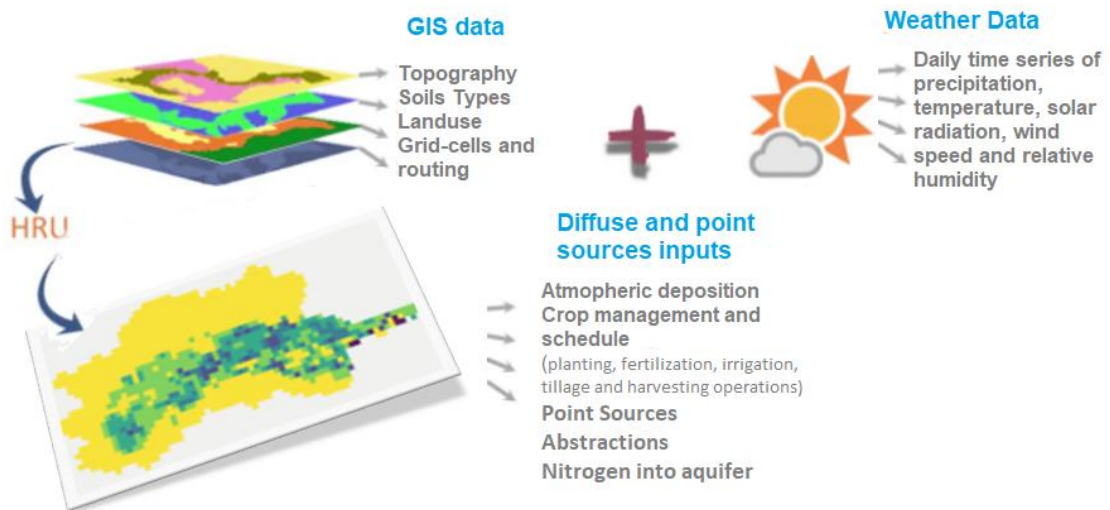 GIS data
Topography
Soils Types
Landuse
Grid-cells and
routing
Weather Data
Daily time series of
precipitation,
temperature, solar
radiation, wind
speed and relative
humidity
HRU
Diffuse and point
sources inputs
Atmopheric deposition
Crop management and
schedule
(planting, fertilization, irrigation,
tillage and harvesting operations)
Point Sources
Abstractions
Nitrogen into aquifer